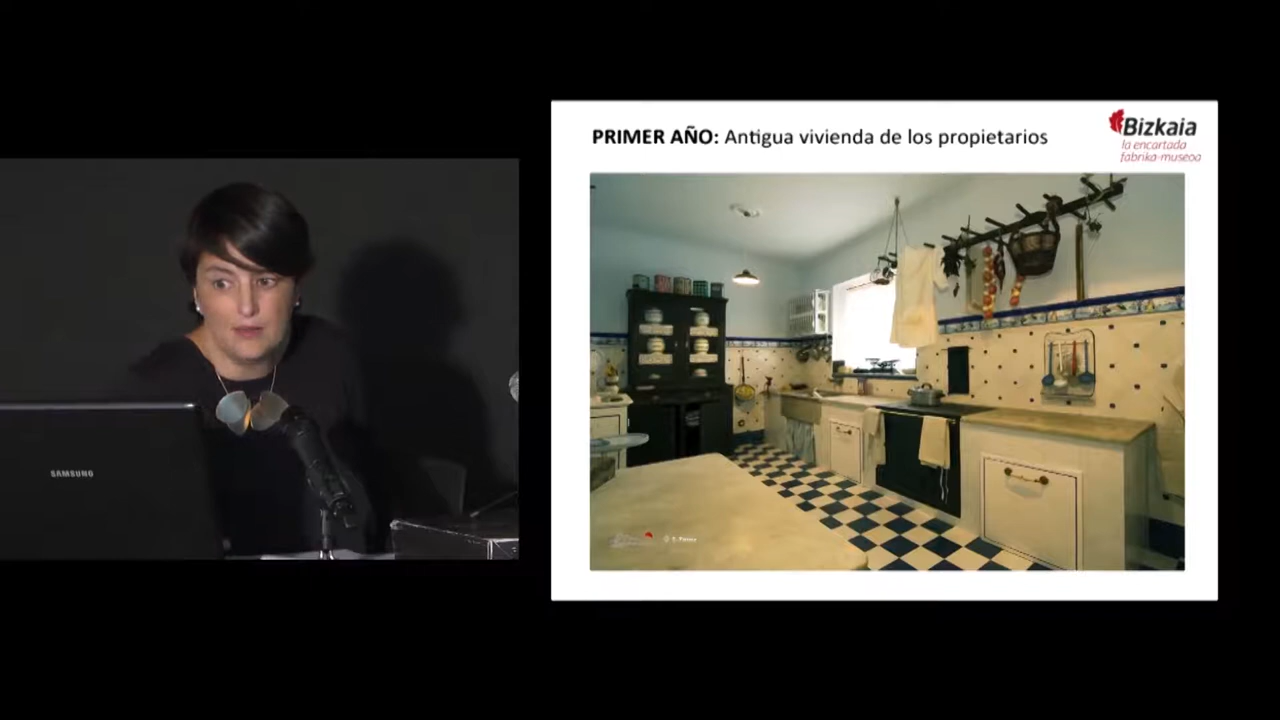 PRIMER AÑO: Antigua vivienda de los propietarios
Bizkaia
la encartada
fabrika-museoa
SAMSUNG